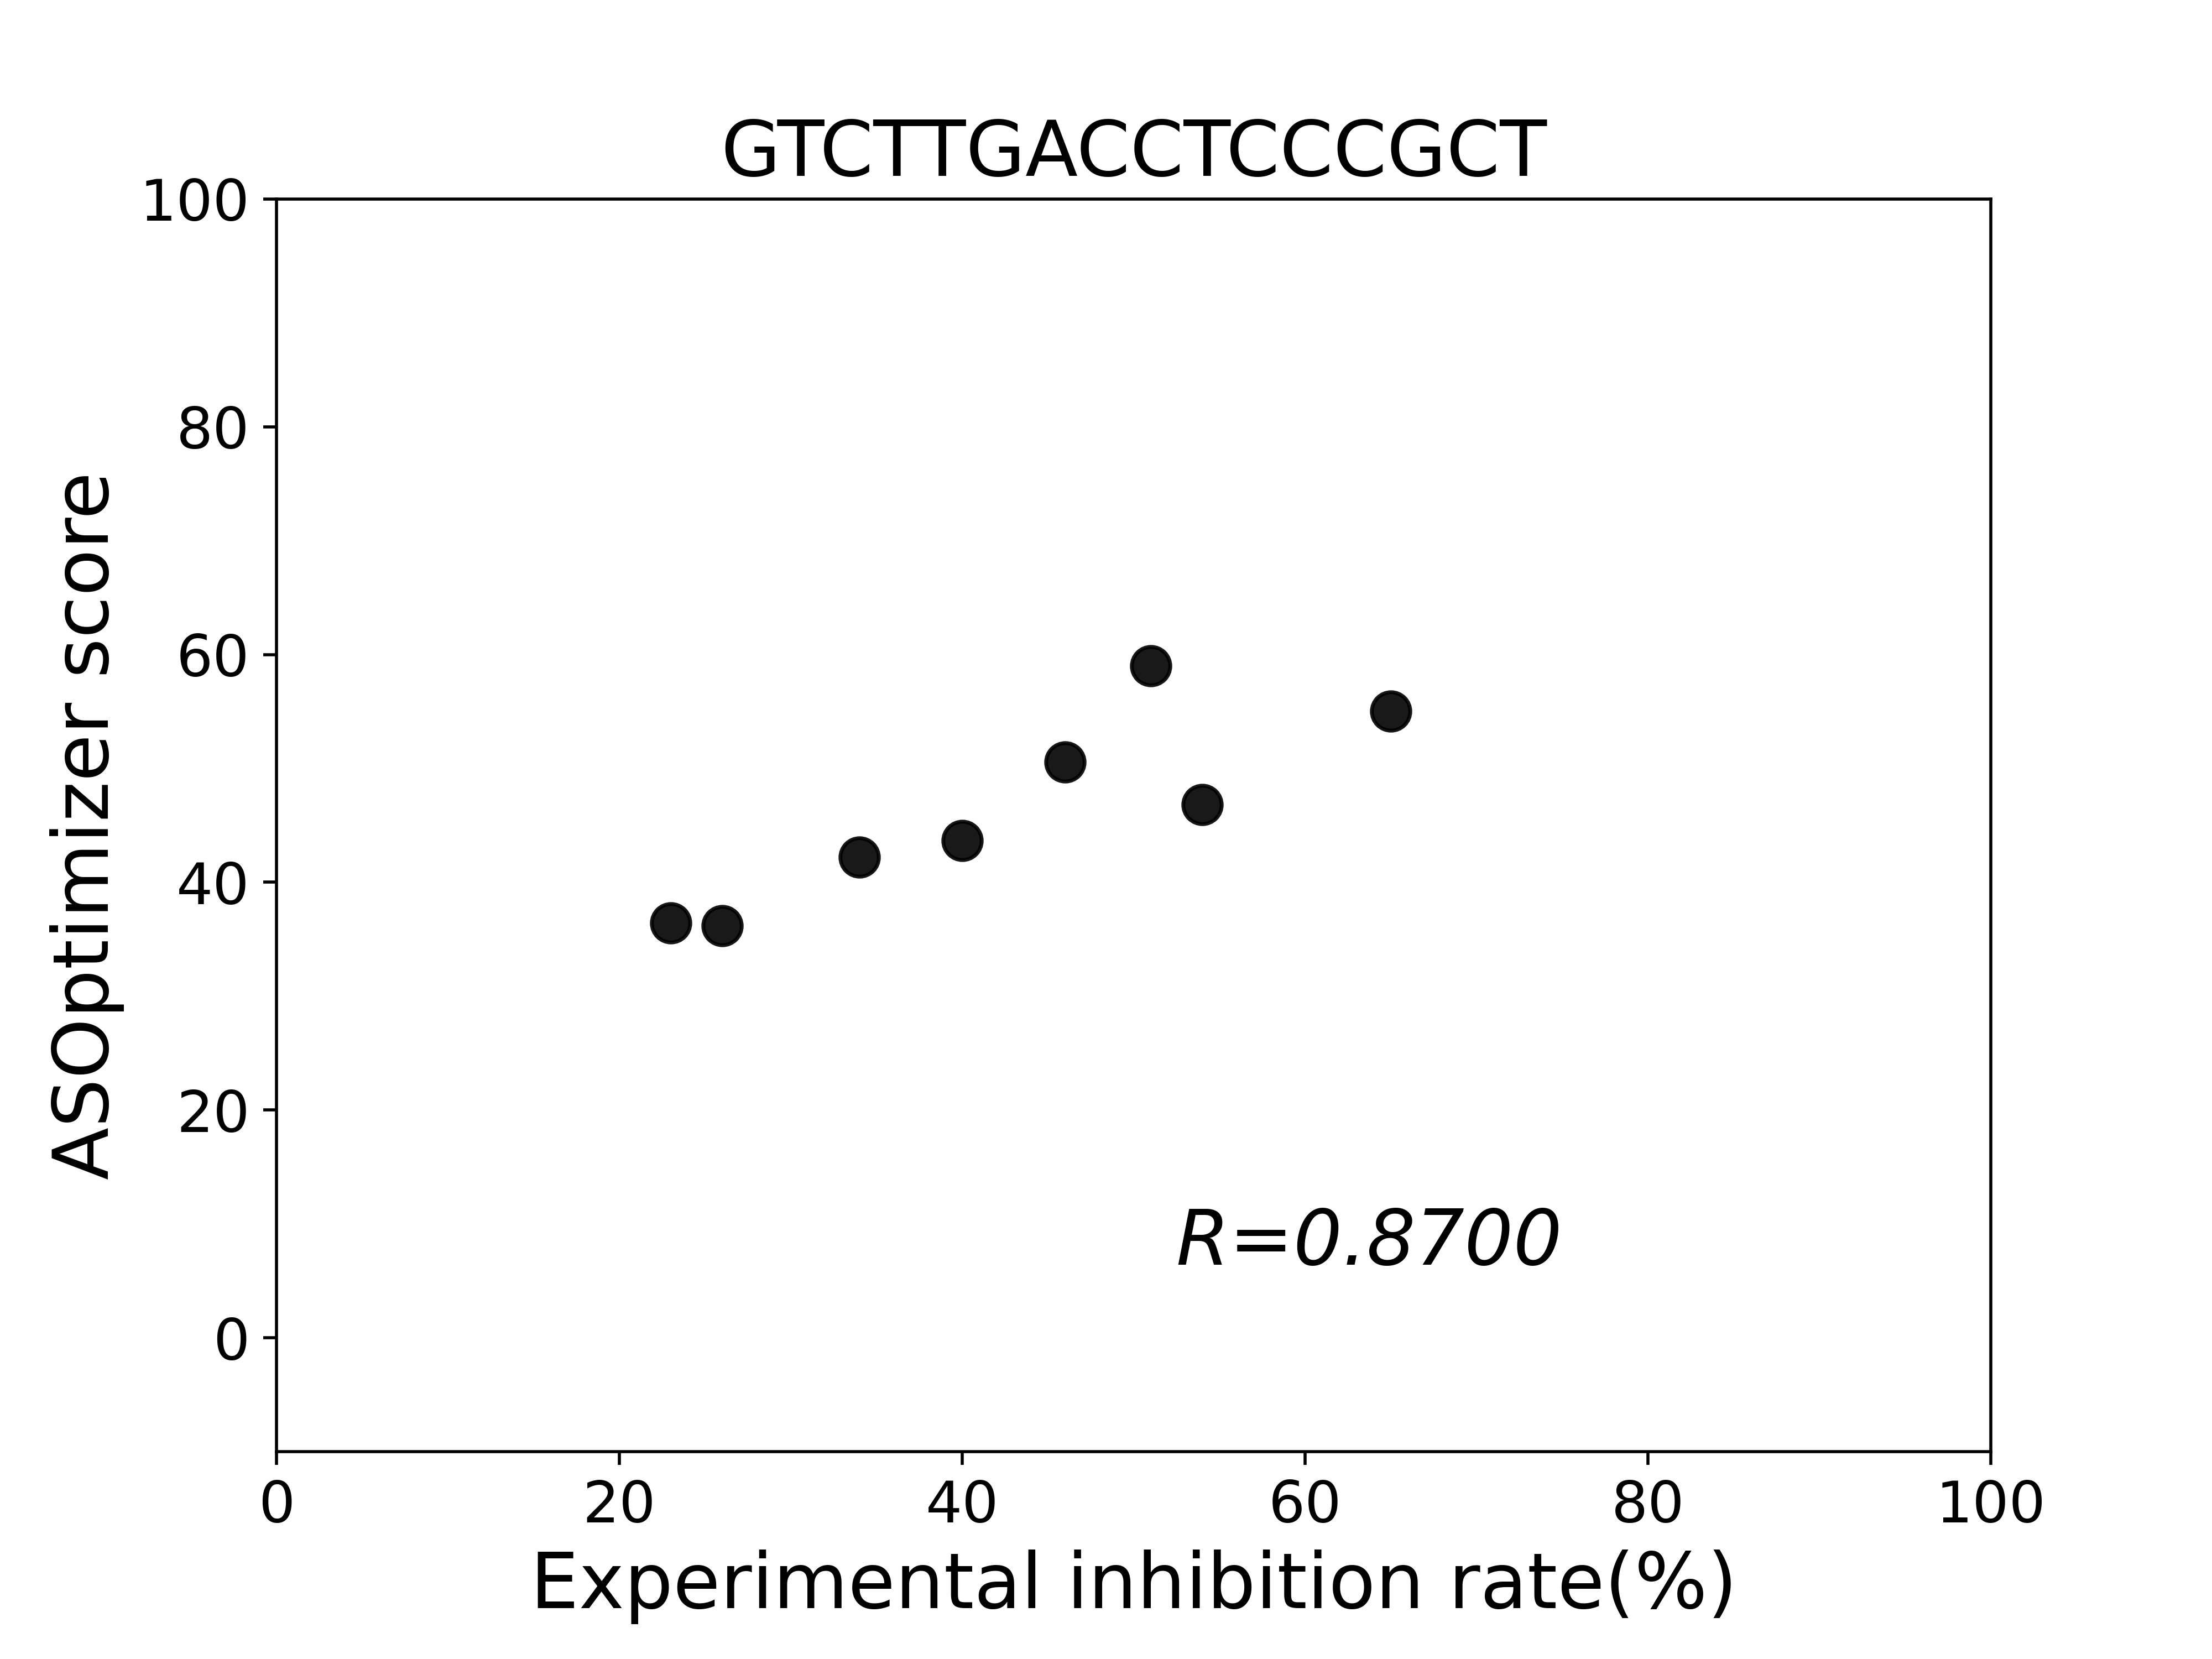 GTCTTGACCTCCCGCT
100
80
60
40
20
0
ASOptimizer score
R=0.8700
0 20 40 60 80 100
Experimental inhibition rate(%)